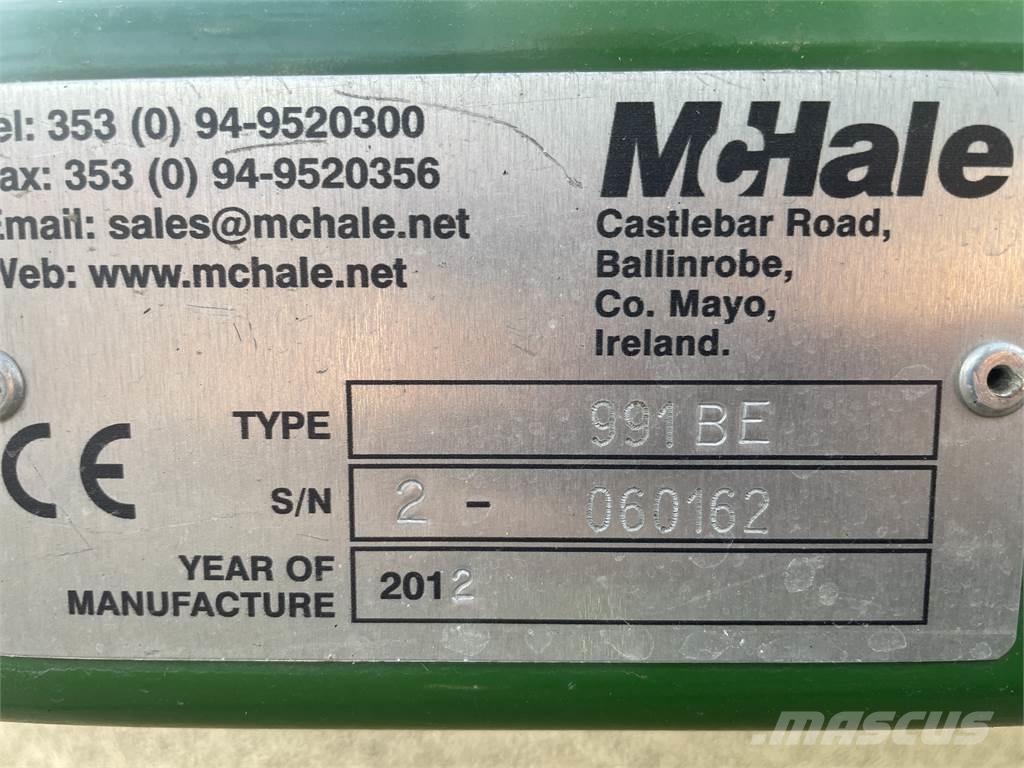 el: 353 (0) 94-9520300
ax: 353 (0) 94-9520356
Email: sales@mchale.net
Web: www.mchale.net
McHale
Castlebar Road,
Ballinrobe,
Co. Mayo,
Ireland.
CE
TYPE 991BE
S/N 2 - 060162
YEAR OF
MANUFACTURE 2012
MASCUS